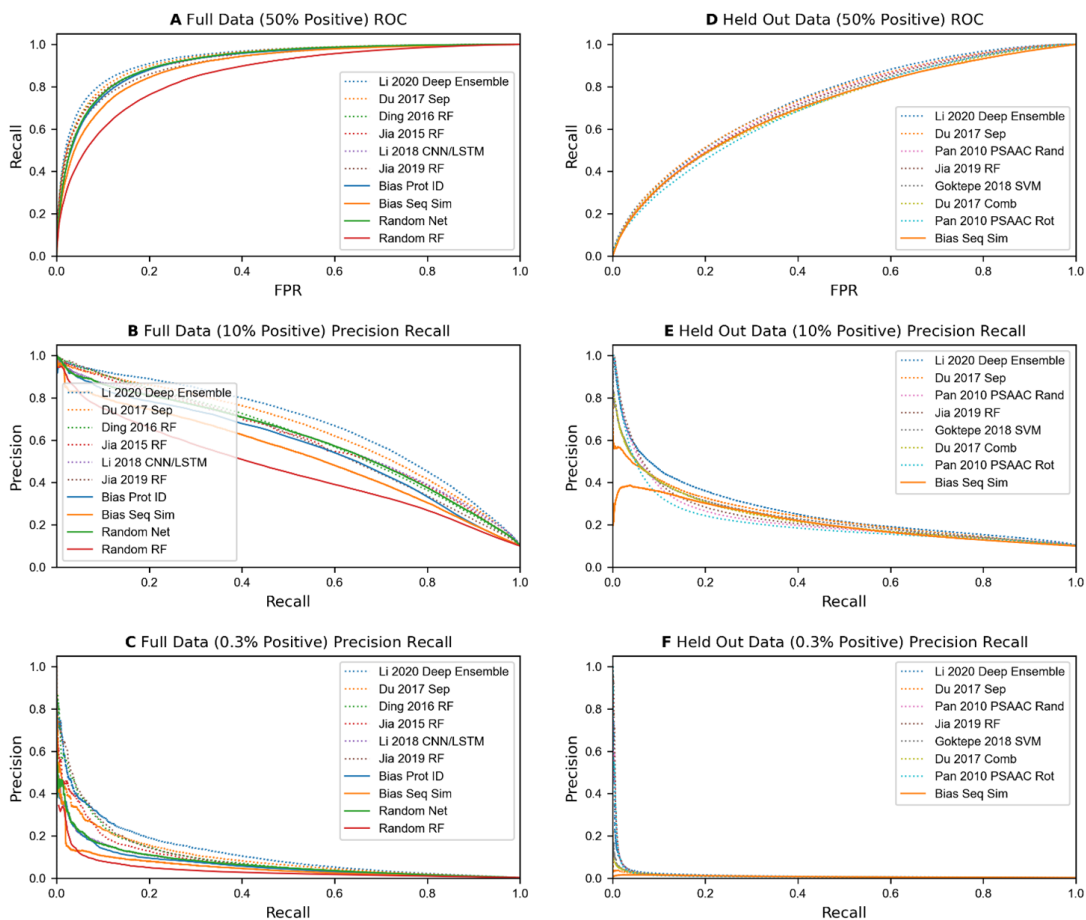 A Full Data (50% Positive) ROC
1.0
0.8
0.6
0.4
0.2
0.0
Recall
0.0 0.2 0.4 0.6 0.8 1.0
FPR
Li 2020 Deep Ensemble
Du 2017 Sep
Ding 2016 RF
Jia 2015 RF
Li 2018 CNN/LSTM
Jia 2019 RF
Bias Prot ID
Bias Seq Sim
Random Net
Random RF
D Held Out Data (50% Positive) ROC
1.0
0.8
0.6
0.4
0.2
0.0
Recall
0.0 0.2 0.4 0.6 0.8 1.0
FPR
Li 2020 Deep Ensemble
Du 2017 Sep
Pan 2010 PSAAC Rand
Jia 2019 RF
Goktepe 2018 SVM
Du 2017 Comb
Pan 2010 PSAAC Rot
Bias Seq Sim
B Full Data (10% Positive) Precision Recall
1.0
0.8
0.6
0.4
0.2
0.0
Precision
0.0 0.2 0.4 0.6 0.8 1.0
Recall
Li 2020 Deep Ensemble
Du 2017 Sep
Ding 2016 RF
Jia 2015 RF
Li 2018 CNN/LSTM
Jia 2019 RF
Bias Prot ID
Bias Seq Sim
Random Net
Random RF
E Held Out Data (10% Positive) Precision Recall
1.0
0.8
0.6
0.4
0.2
0.0
Precision
0.0 0.2 0.4 0.6 0.8 1.0
Recall
Li 2020 Deep Ensemble
Du 2017 Sep
Pan 2010 PSAAC Rand
Jia 2019 RF
Goktepe 2018 SVM
Du 2017 Comb
Pan 2010 PSAAC Rot
Bias Seq Sim
C Full Data (0.3% Positive) Precision Recall
1.0
0.8
0.6
0.4
0.2
0.0
Precision
0.0 0.2 0.4 0.6 0.8 1.0
Recall
Li 2020 Deep Ensemble
Du 2017 Sep
Ding 2016 RF
Jia 2015 RF
Li 2018 CNN/LSTM
Jia 2019 RF
Bias Prot ID
Bias Seq Sim
Random Net
Random RF
F Held Out Data (0.3% Positive) Precision Recall
1.0
0.8
0.6
0.4
0.2
0.0
Precision
0.0 0.2 0.4 0.6 0.8 1.0
Recall
Li 2020 Deep Ensemble
Du 2017 Sep
Pan 2010 PSAAC Rand
Jia 2019 RF
Goktepe 2018 SVM
Du 2017 Comb
Pan 2010 PSAAC Rot
Bias Seq Sim